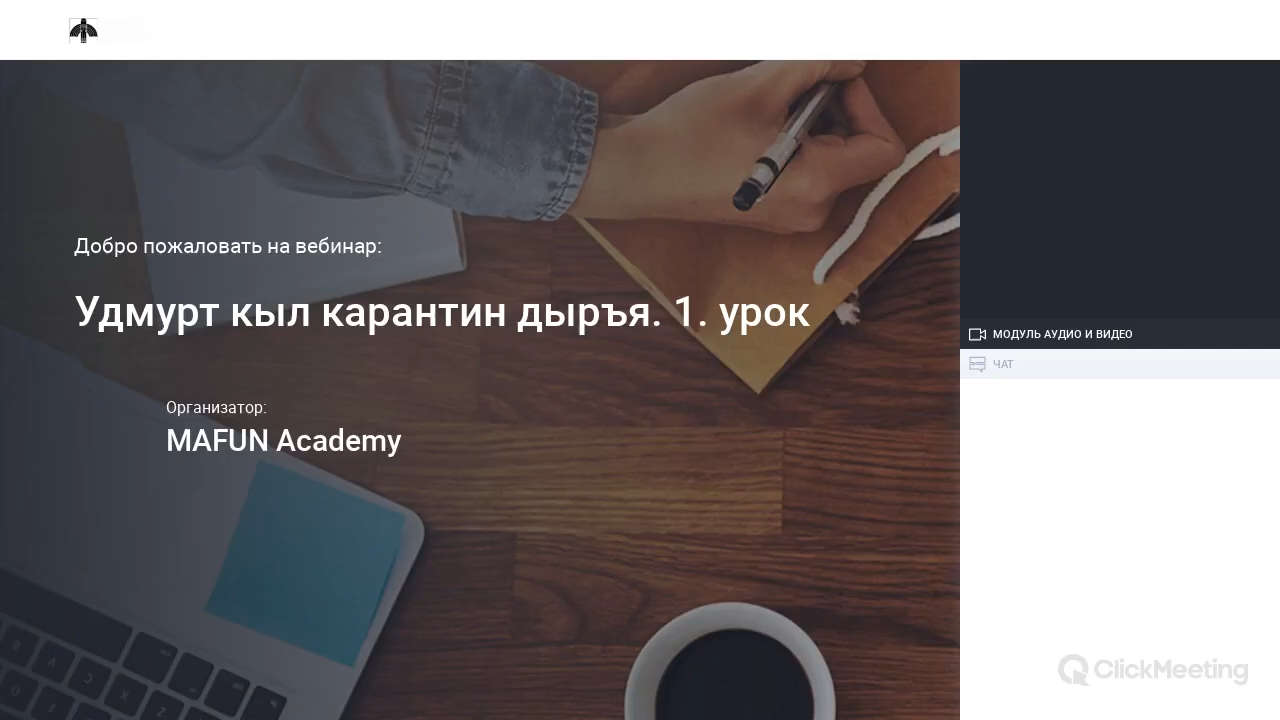 Добро пожаловать на вебинар:
Удмурт кыл карантин дыръя. 1. урок
Организатор:
MAFUN Academy
МОДУЛЬ АУДИО И ВИДЕО
ЧАТ
ClickMeeting